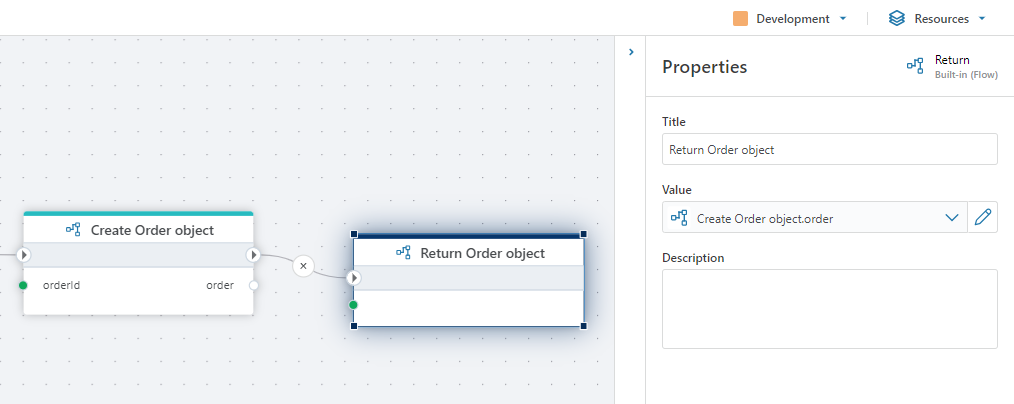 Development
Resources
Properties
Return
Built-in (Flow)
Title
Return Order object
Value
Create Order object.order
Description
Create Order object
orderId
order
Return Order object